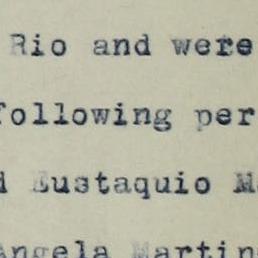 Rio and were
following per
d Eustaquio M
Angela Martin